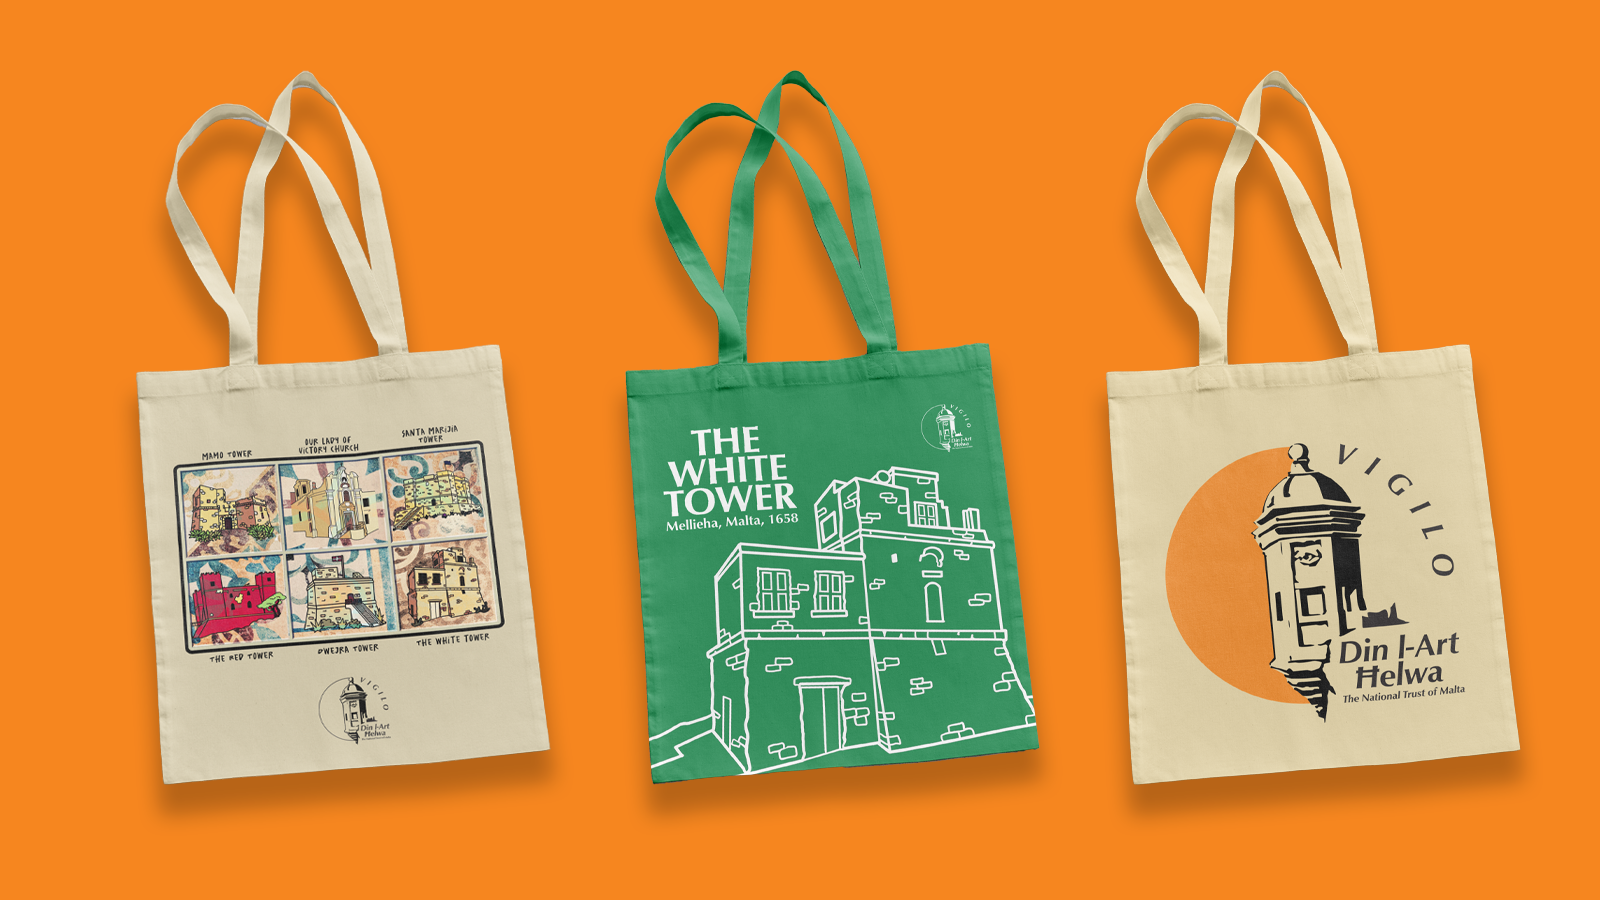 MAMO TOWER
OUR LADY OF
VICTORY CHURCH
SANTA MARIJIA
TOWER
THE RED TOWER
DWEJRA TOWER
THE WHITE TOWER
VIGILO
Din l-Art
Ħelwa
THE
WHITE
TOWER
Mellieha, Malta, 1658
VIGILO
Din l-Art
Ħelwa
VIGILO
Din l-Art
Ħelwa
The National Trust of Malta